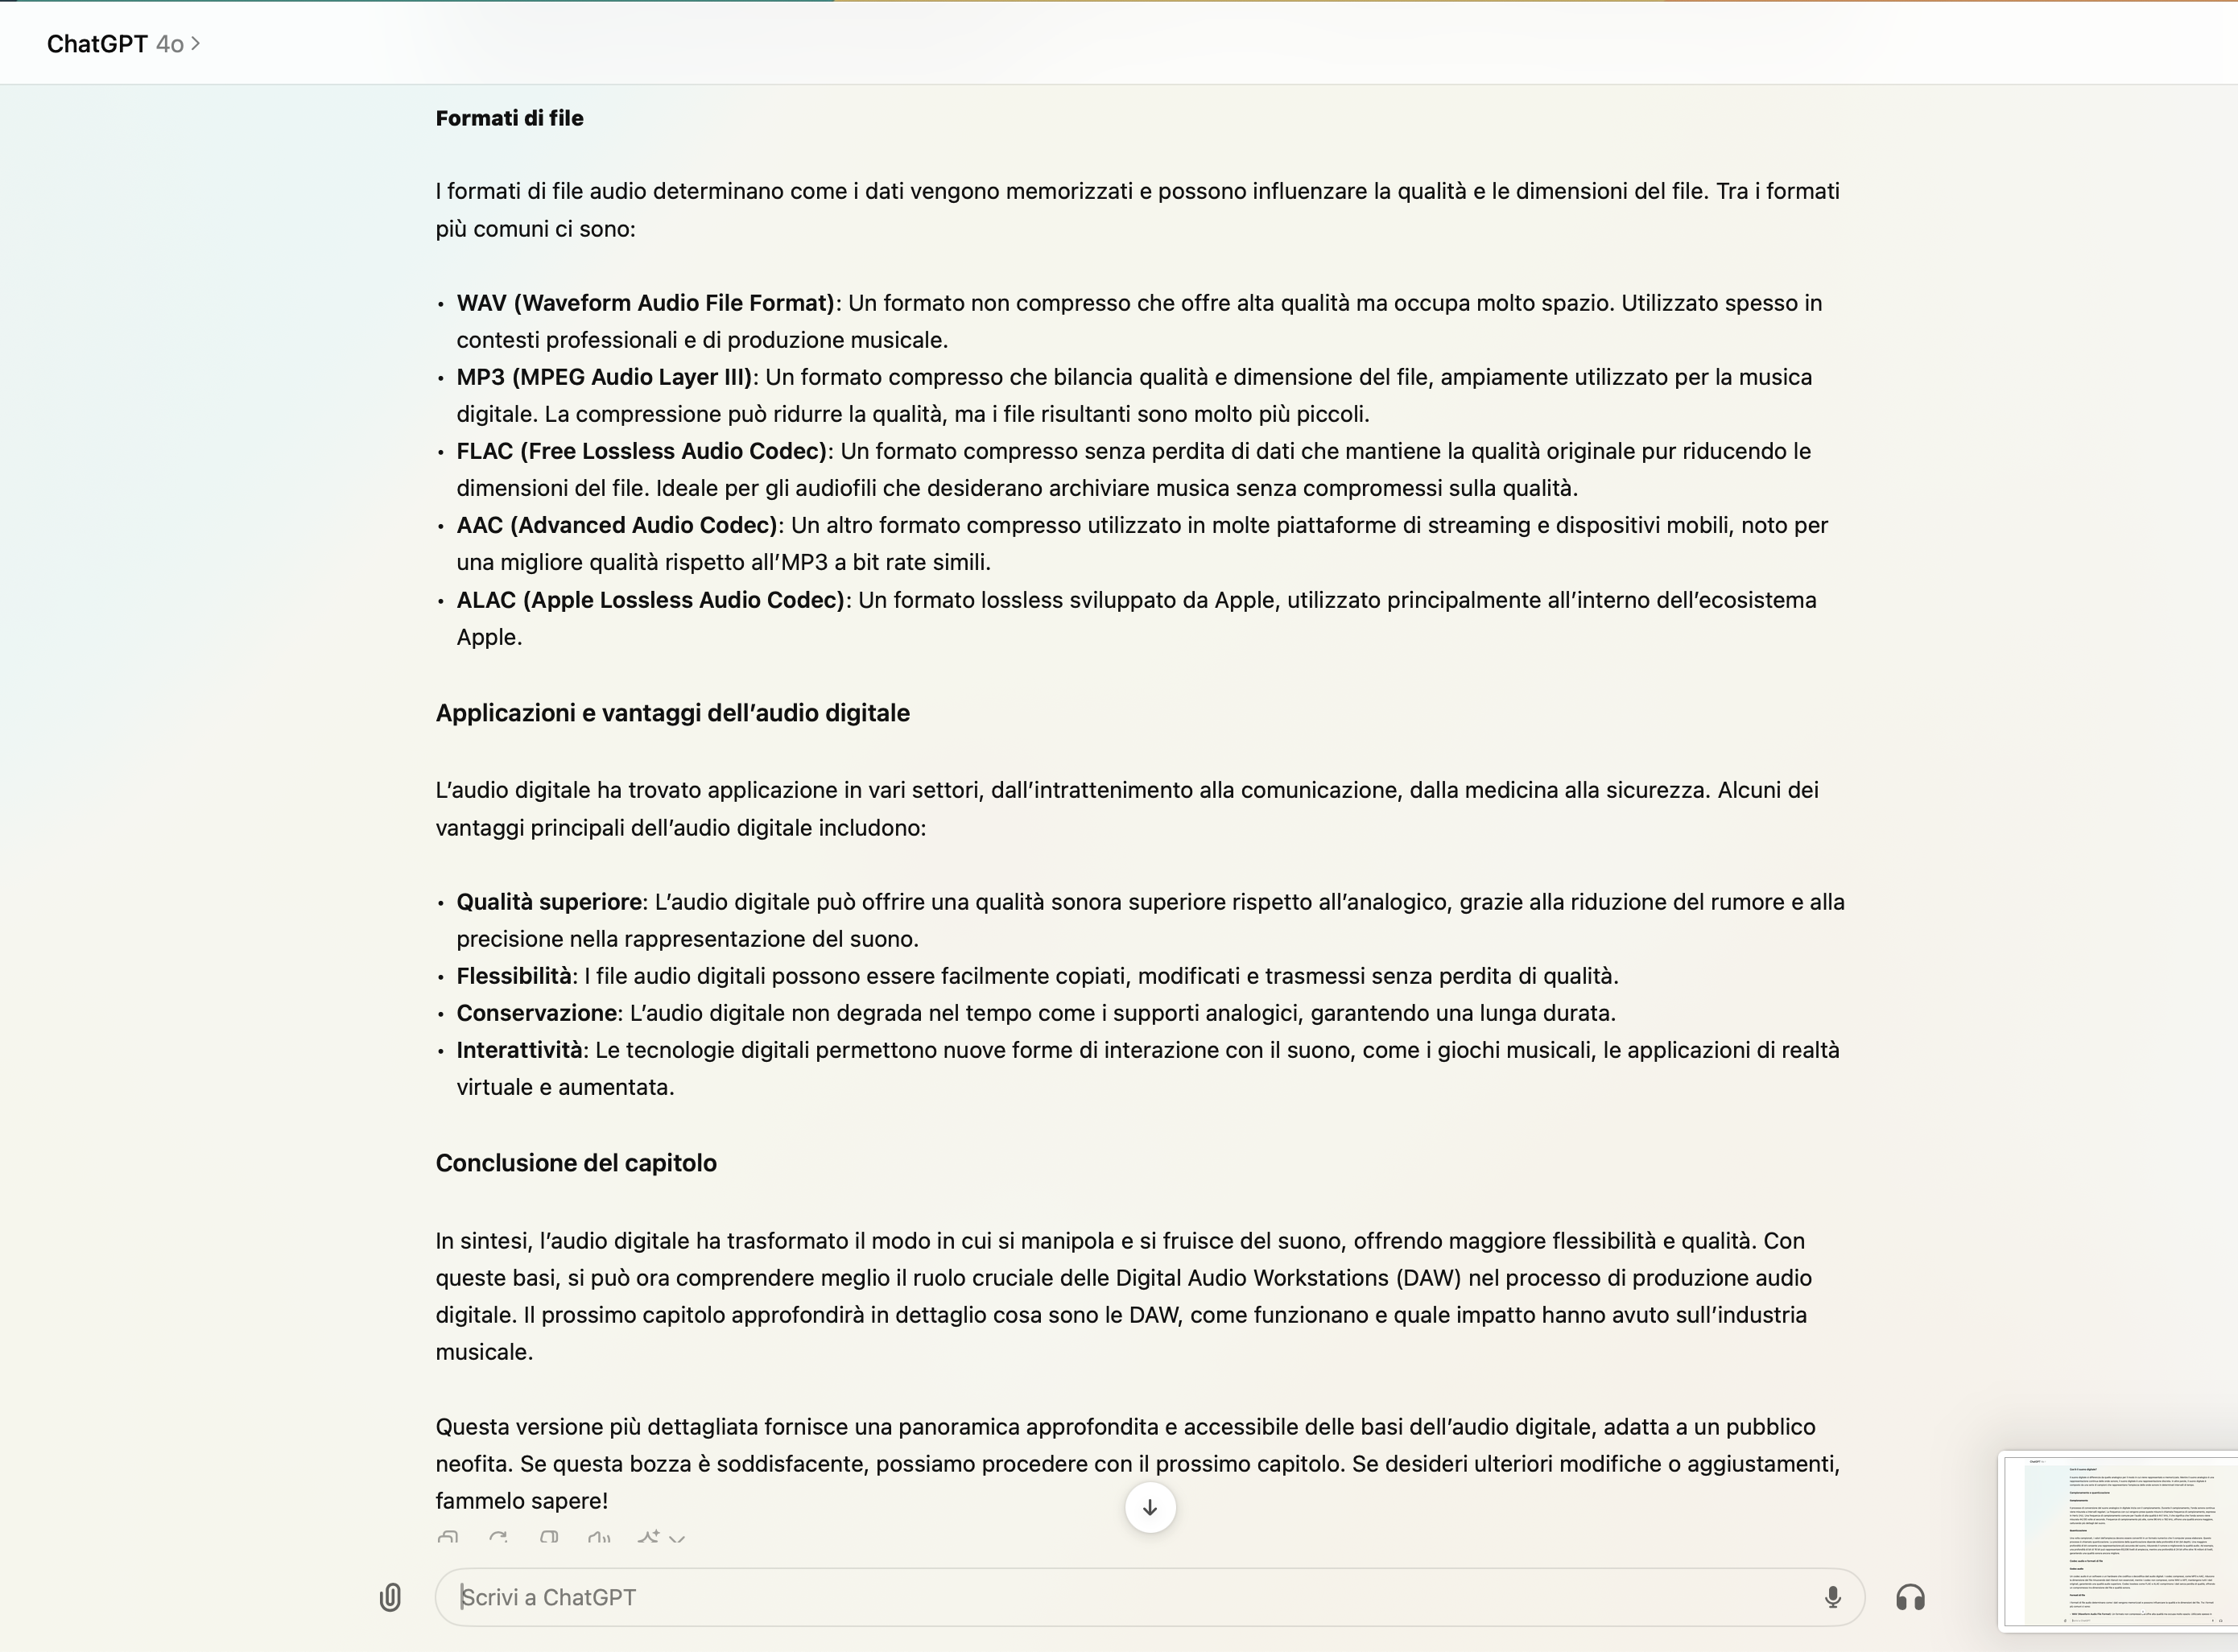 ChatGPT 4o
Formati di file
I formati di file audio determinano come i dati vengono memorizzati e possono influenzare la qualità e le dimensioni del file. Tra i formati
più comuni ci sono:
• WAV (Waveform Audio File Format): Un formato non compresso che offre alta qualità ma occupa molto spazio. Utilizzato spesso in
contesti professionali e di produzione musicale.
• MP3 (MPEG Audio Layer III): Un formato compresso che bilancia qualità e dimensione del file, ampiamente utilizzato per la musica
digitale. La compressione può ridurre la qualità, ma i file risultanti sono molto più piccoli.
• FLAC (Free Lossless Audio Codec): Un formato compresso senza perdita di dati che mantiene la qualità originale pur riducendo le
dimensioni del file. Ideale per gli audiofili che desiderano archiviare musica senza compromessi sulla qualità.
• AAC (Advanced Audio Codec): Un altro formato compresso utilizzato in molte piattaforme di streaming e dispositivi mobili, noto per
una migliore qualità rispetto all’MP3 a bit rate simili.
• ALAC (Apple Lossless Audio Codec): Un formato lossless sviluppato da Apple, utilizzato principalmente all’interno dell’ecosistema
Apple.
Applicazioni e vantaggi dell’audio digitale
L’audio digitale ha trovato applicazione in vari settori, dall’intrattenimento alla comunicazione, dalla medicina alla sicurezza. Alcuni dei
vantaggi principali dell’audio digitale includono:
• Qualità superiore: L’audio digitale può offrire una qualità sonora superiore rispetto all’analogico, grazie alla riduzione del rumore e alla
precisione nella rappresentazione del suono.
• Flessibilità: I file audio digitali possono essere facilmente copiati, modificati e trasmessi senza perdita di qualità.
• Conservazione: L’audio digitale non degrada nel tempo come i supporti analogici, garantendo una lunga durata.
• Interattività: Le tecnologie digitali permettono nuove forme di interazione con il suono, come i giochi musicali, le applicazioni di realtà
virtuale e aumentata.
Conclusione del capitolo
In sintesi, l’audio digitale ha trasformato il modo in cui si manipola e si fruisce del suono, offrendo maggiore flessibilità e qualità. Con
queste basi, si può ora comprendere meglio il ruolo cruciale delle Digital Audio Workstations (DAW) nel processo di produzione audio
digitale. Il prossimo capitolo approfondirà in dettaglio cosa sono le DAW, come funzionano e quale impatto hanno avuto sull’industria
musicale.
Questa versione più dettagliata fornisce una panoramica approfondita e accessibile delle basi dell’audio digitale, adatta a un pubblico
neofita. Se questa bozza è soddisfacente, possiamo procedere con il prossimo capitolo. Se desideri ulteriori modifiche o aggiustamenti,
fammelo sapere!
Scrivi a ChatGPT